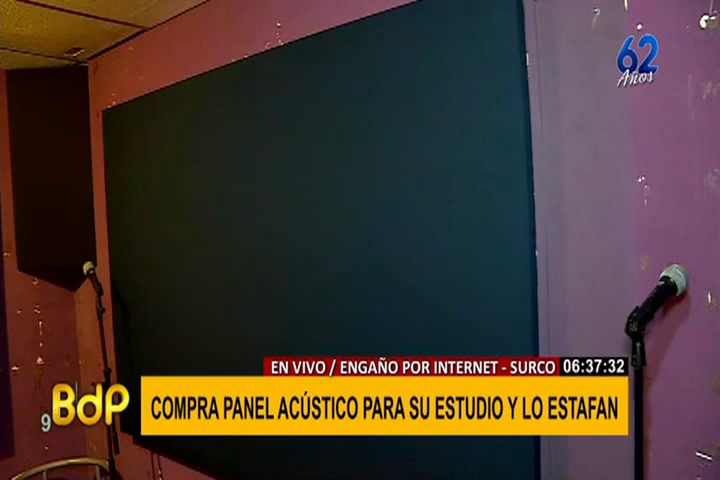 62
Años
EN VIVO / ENGAÑO POR INTERNET - SURCO 06:37:32
9 BdP COMPRA PANEL ACÚSTICO PARA SU ESTUDIO Y LO ESTAFAN